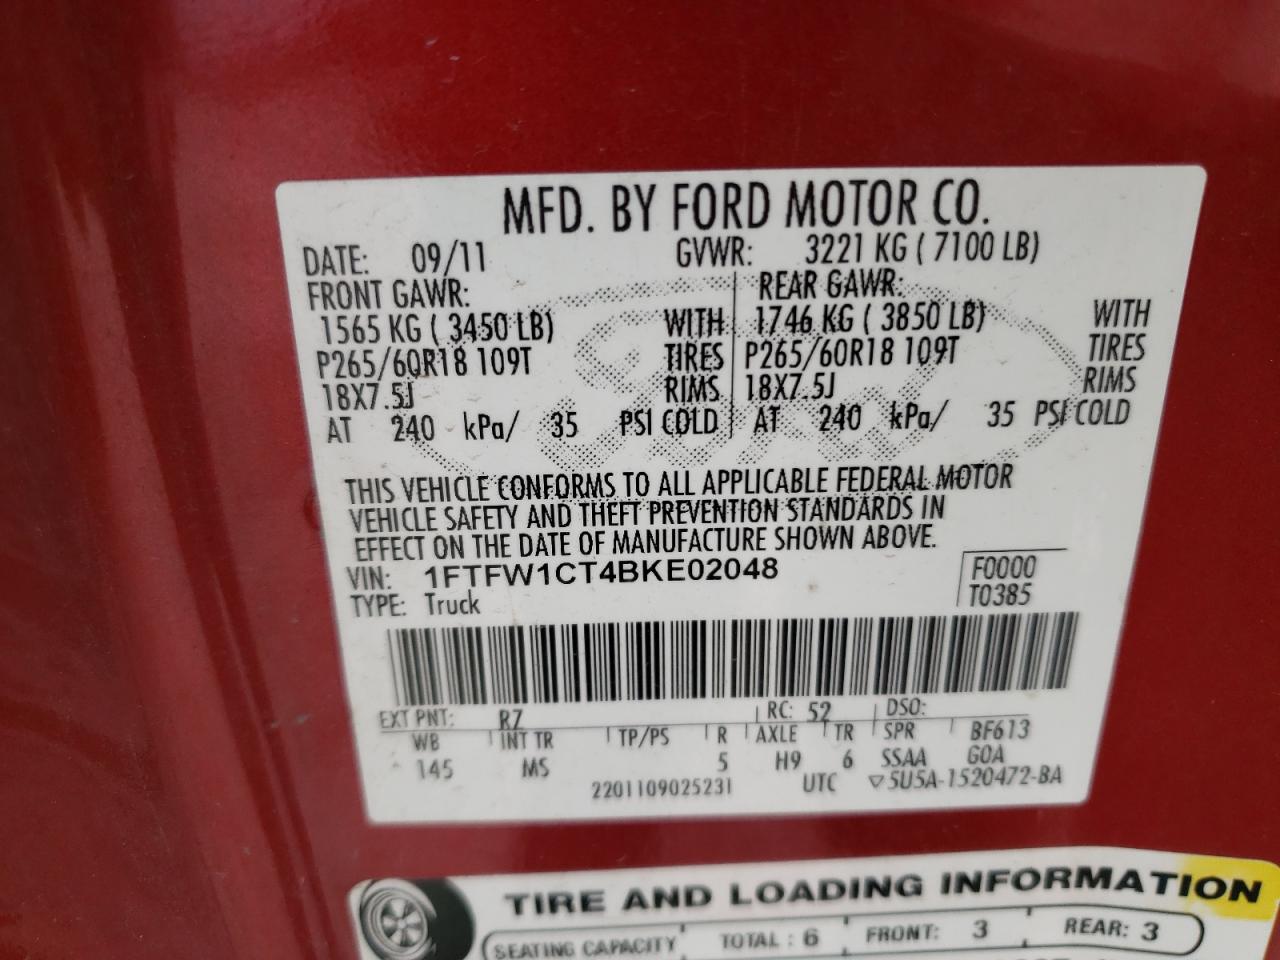 MFD. BY FORD MOTOR CO.
DATE: 09/11 GVWR: 3221 KG ( 7100 LB)
FRONT GAWR: REAR GAWR:
1565 KG ( 3450 LB) WITH 1746 KG ( 3850 LB) WITH
P265/60R18 109T TIRES P265/60R18 109T TIRES
18X7.5J RIMS 18X7.5J RIMS
AT 240 kPa/ 35 PSI COLD AT 240 kPa/ 35 PSI COLD
Ford
THIS VEHICLE CONFORMS TO ALL APPLICABLE FEDERAL MOTOR
VEHICLE SAFETY AND THEFT PREVENTION STANDARDS IN
EFFECT ON THE DATE OF MANUFACTURE SHOWN ABOVE.
VIN: 1FTFW1CT4BKE02048 F0000
TYPE: Truck T0385
EXT PNT: RZ RC: 52 DSO:
WB INT TR TP/PS R AXLE TR SPR BF613
145 MS 5 H9 6 SSAA GOA
2201109025231 UTC ▽5U5A-1520472-BA
TIRE AND LOADING INFORMATION
SEATING CAPACITY TOTAL : 6 FRONT: 3 REAR: 3